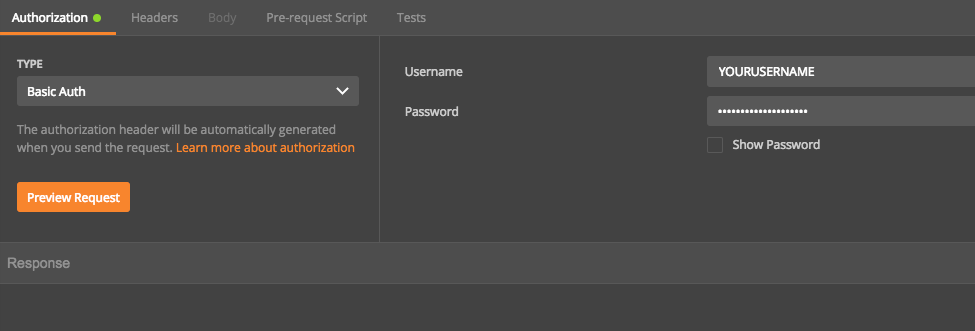 Authorization Headers Body Pre-request Script Tests
TYPE
Basic Auth
The authorization header will be automatically generated
when you send the request. Learn more about authorization
Preview Request
Username YOURUSERNAME
Password ••••••••••••••••••••
Show Password
Response